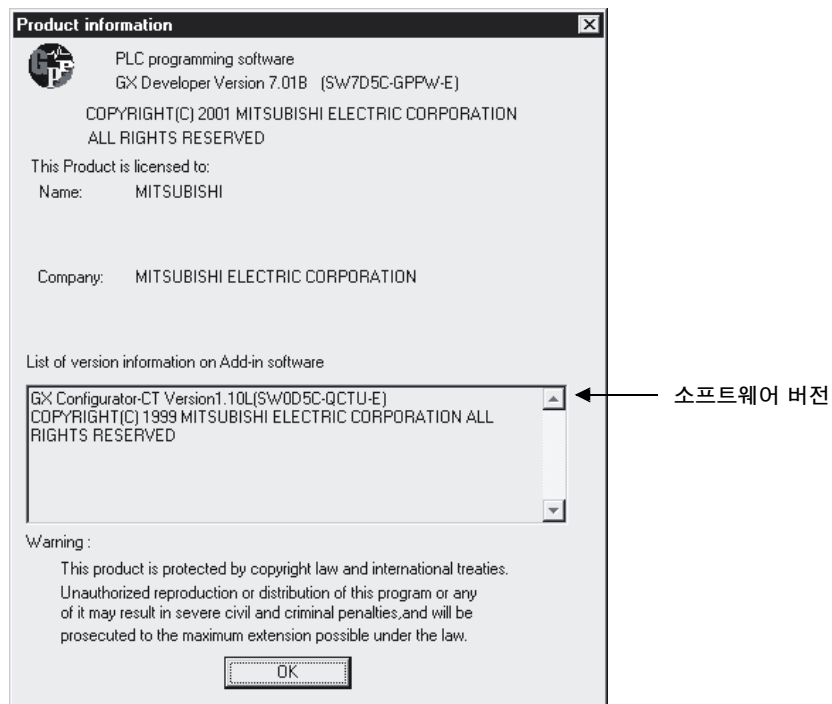 Product information
PLC programming software
GX Developer Version 7.01B (SW7D5C-GPPW-E)
COPYRIGHT(C) 2001 MITSUBISHI ELECTRIC CORPORATION
ALL RIGHTS RESERVED
This Product is licensed to:
Name: MITSUBISHI
Company: MITSUBISHI ELECTRIC CORPORATION
List of version information on Add-in software
GX Configurator-CT Version1.10L(SW0D5C-QCTU-E)
COPYRIGHT(C) 1999 MITSUBISHI ELECTRIC CORPORATION ALL
RIGHTS RESERVED
소프트웨어 버전
Warning :
This product is protected by copyright law and international treaties.
Unauthorized reproduction or distribution of this program or any
of it may result in severe civil and criminal penalties,and will be
prosecuted to the maximum extension possible under the law.
OK